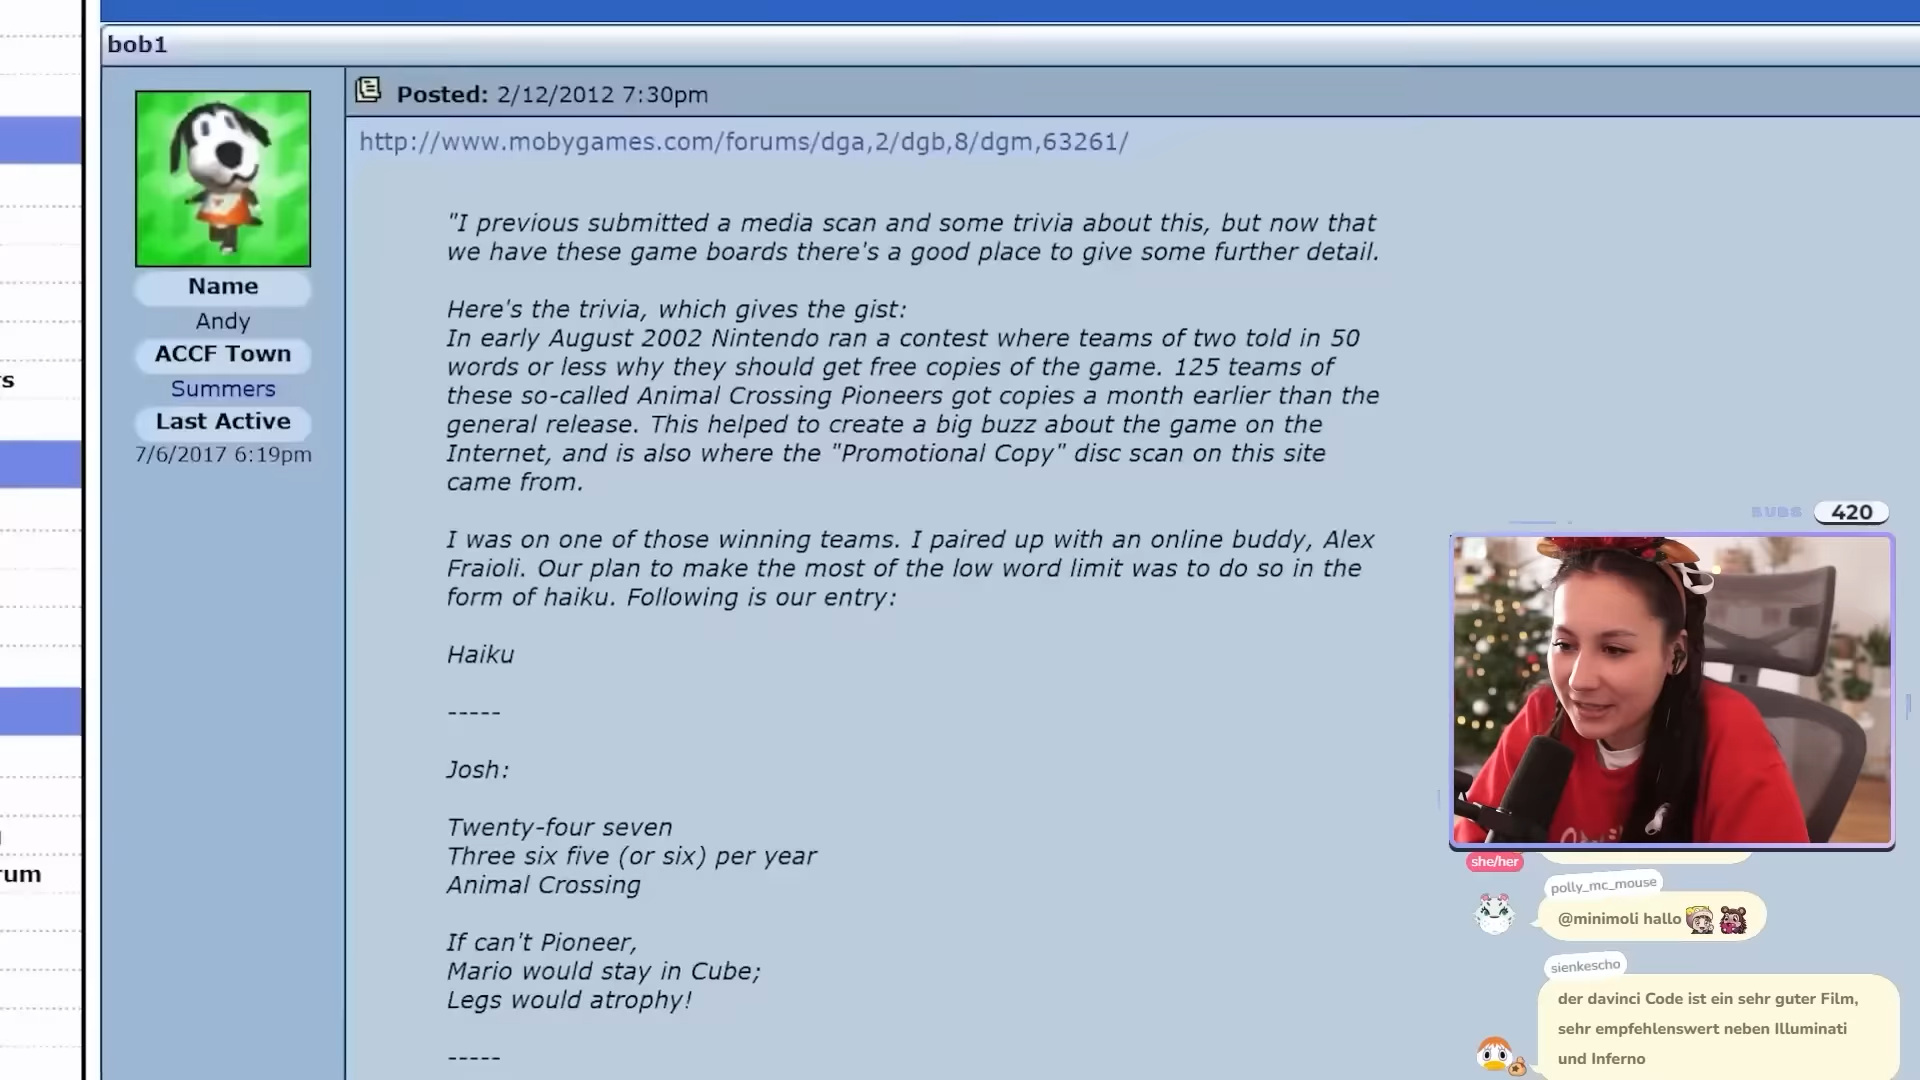 bob1
Posted: 2/12/2012 7:30pm
http://www.mobygames.com/forums/dga,2/dgb,8/dgm,63261/
Name
Andy
ACCF Town
Summers
Last Active
7/6/2017 6:19pm
"I previous submitted a media scan and some trivia about this, but now that
we have these game boards there's a good place to give some further detail.
Here's the trivia, which gives the gist:
In early August 2002 Nintendo ran a contest where teams of two told in 50
words or less why they should get free copies of the game. 125 teams of
these so-called Animal Crossing Pioneers got copies a month earlier than the
general release. This helped to create a big buzz about the game on the
Internet, and is also where the "Promotional Copy" disc scan on this site
came from.
I was on one of those winning teams. I paired up with an online buddy, Alex
Fraioli. Our plan to make the most of the low word limit was to do so in the
form of haiku. Following is our entry:
Haiku
-----
Josh:
Twenty-four seven
Three six five (or six) per year
Animal Crossing
If can't Pioneer,
Mario would stay in Cube;
Legs would atrophy!
-----
SUBS 420
she/her
polly_mc_mouse
@minimoli hallo
sienkescho
der davinci Code ist ein sehr guter Film,
sehr empfehlenswert neben Illuminati
und Inferno